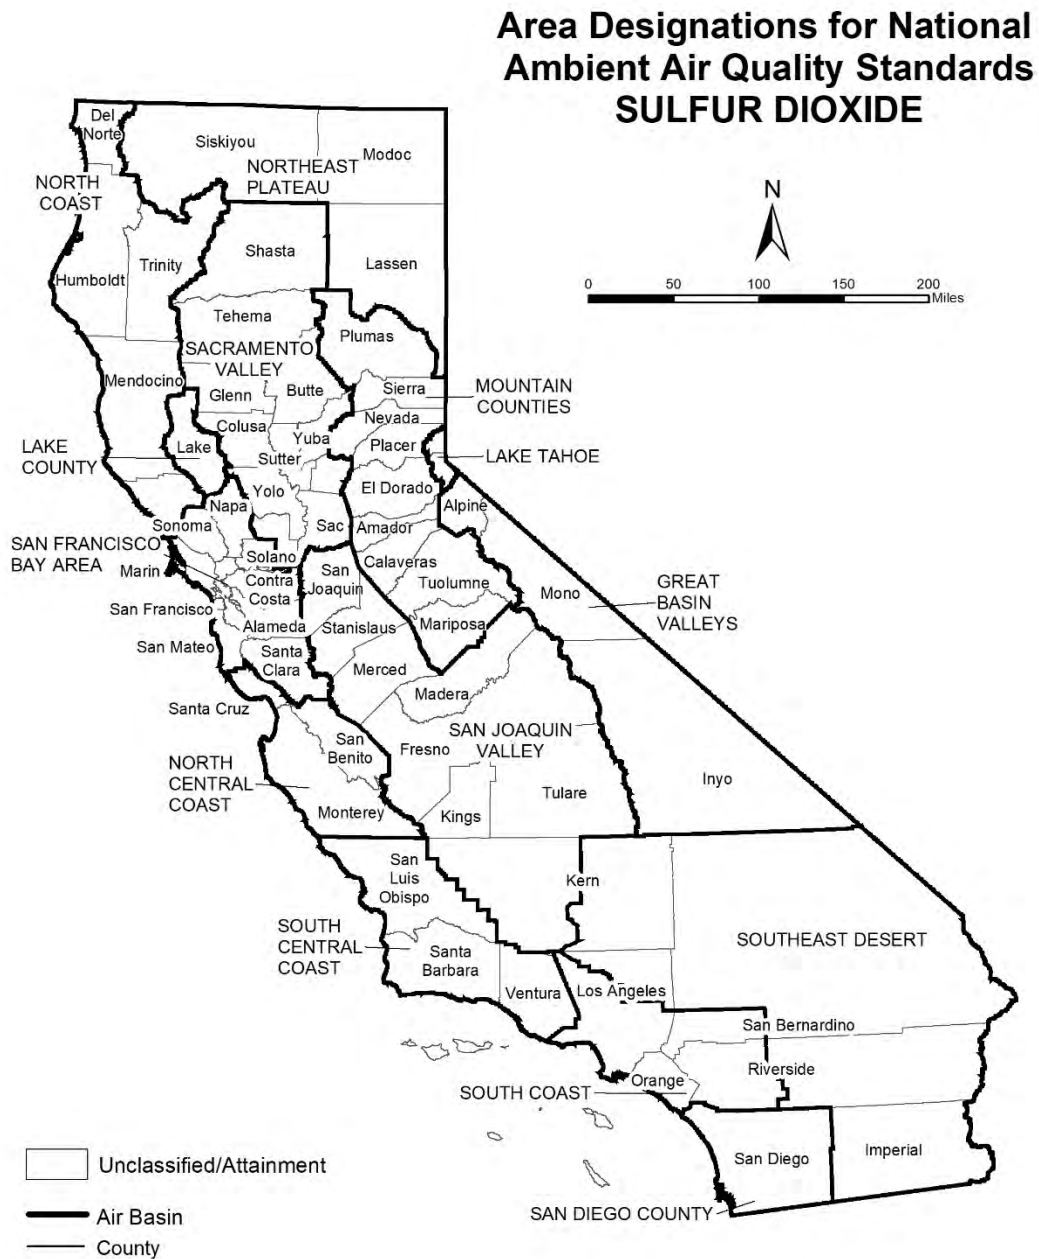 Area Designations for National
Ambient Air Quality Standards
SULFUR DIOXIDE
N
0 50 100 150 200
Miles
Del
Norte
Siskiyou
Modoc
NORTHEAST
PLATEAU
NORTH
COAST
Shasta
Trinity
Lassen
Humboldt
Tehema
Plumas
SACRAMENTO
VALLEY
Mendocino
Glenn
Butte
Sierra
MOUNTAIN
COUNTIES
Nevada
Colusa
Yuba
Placer
LAKE
COUNTY
Lake
Sutter
LAKE TAHOE
Yolo
El Dorado
Napa
Alpine
Sonoma
Sac
Amador
SAN FRANCISCO
BAY AREA
Solano
Calaveras
Marin
Contra
Costa
San
Joaquin
Tuolumne
Mono
GREAT
BASIN
VALLEYS
San Francisco
Alameda
Stanislaus
Mariposa
San Mateo
Santa
Clara
Merced
Madera
Santa Cruz
San
Benito
Fresno
SAN JOAQUIN
VALLEY
NORTH
CENTRAL
COAST
Inyo
Tulare
Monterey
Kings
San
Luis
Obispo
Kern
SOUTH
CENTRAL
COAST
Santa
Barbara
SOUTHEAST DESERT
Ventura
Los Angeles
San Bernardino
Riverside
Orange
SOUTH COAST
San Diego
Imperial
SAN DIEGO COUNTY
Unclassified/Attainment
Air Basin
County